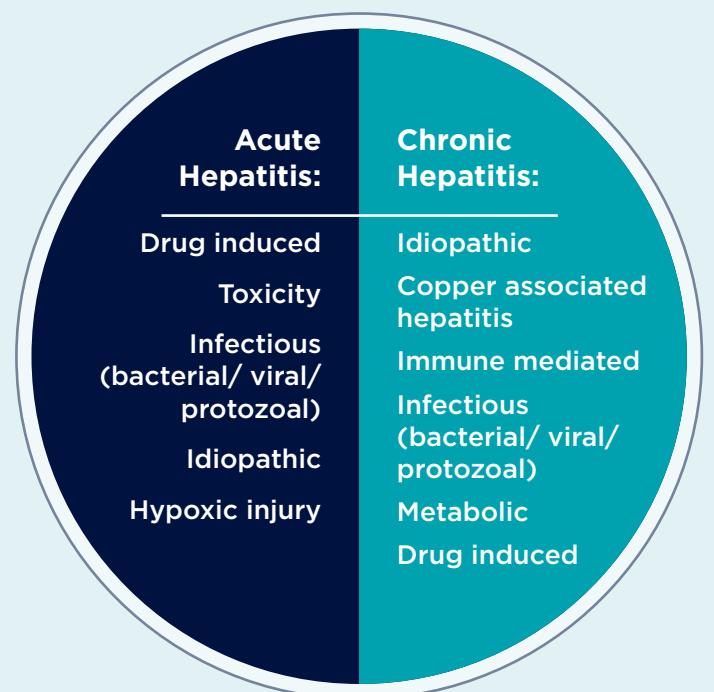 Acute
Hepatitis:
Drug induced
Toxicity
Infectious
(bacterial/ viral/
protozoal)
Idiopathic
Hypoxic injury
Chronic
Hepatitis:
Idiopathic
Copper associated
hepatitis
Immune mediated
Infectious
(bacterial/ viral/
protozoal)
Metabolic
Drug induced